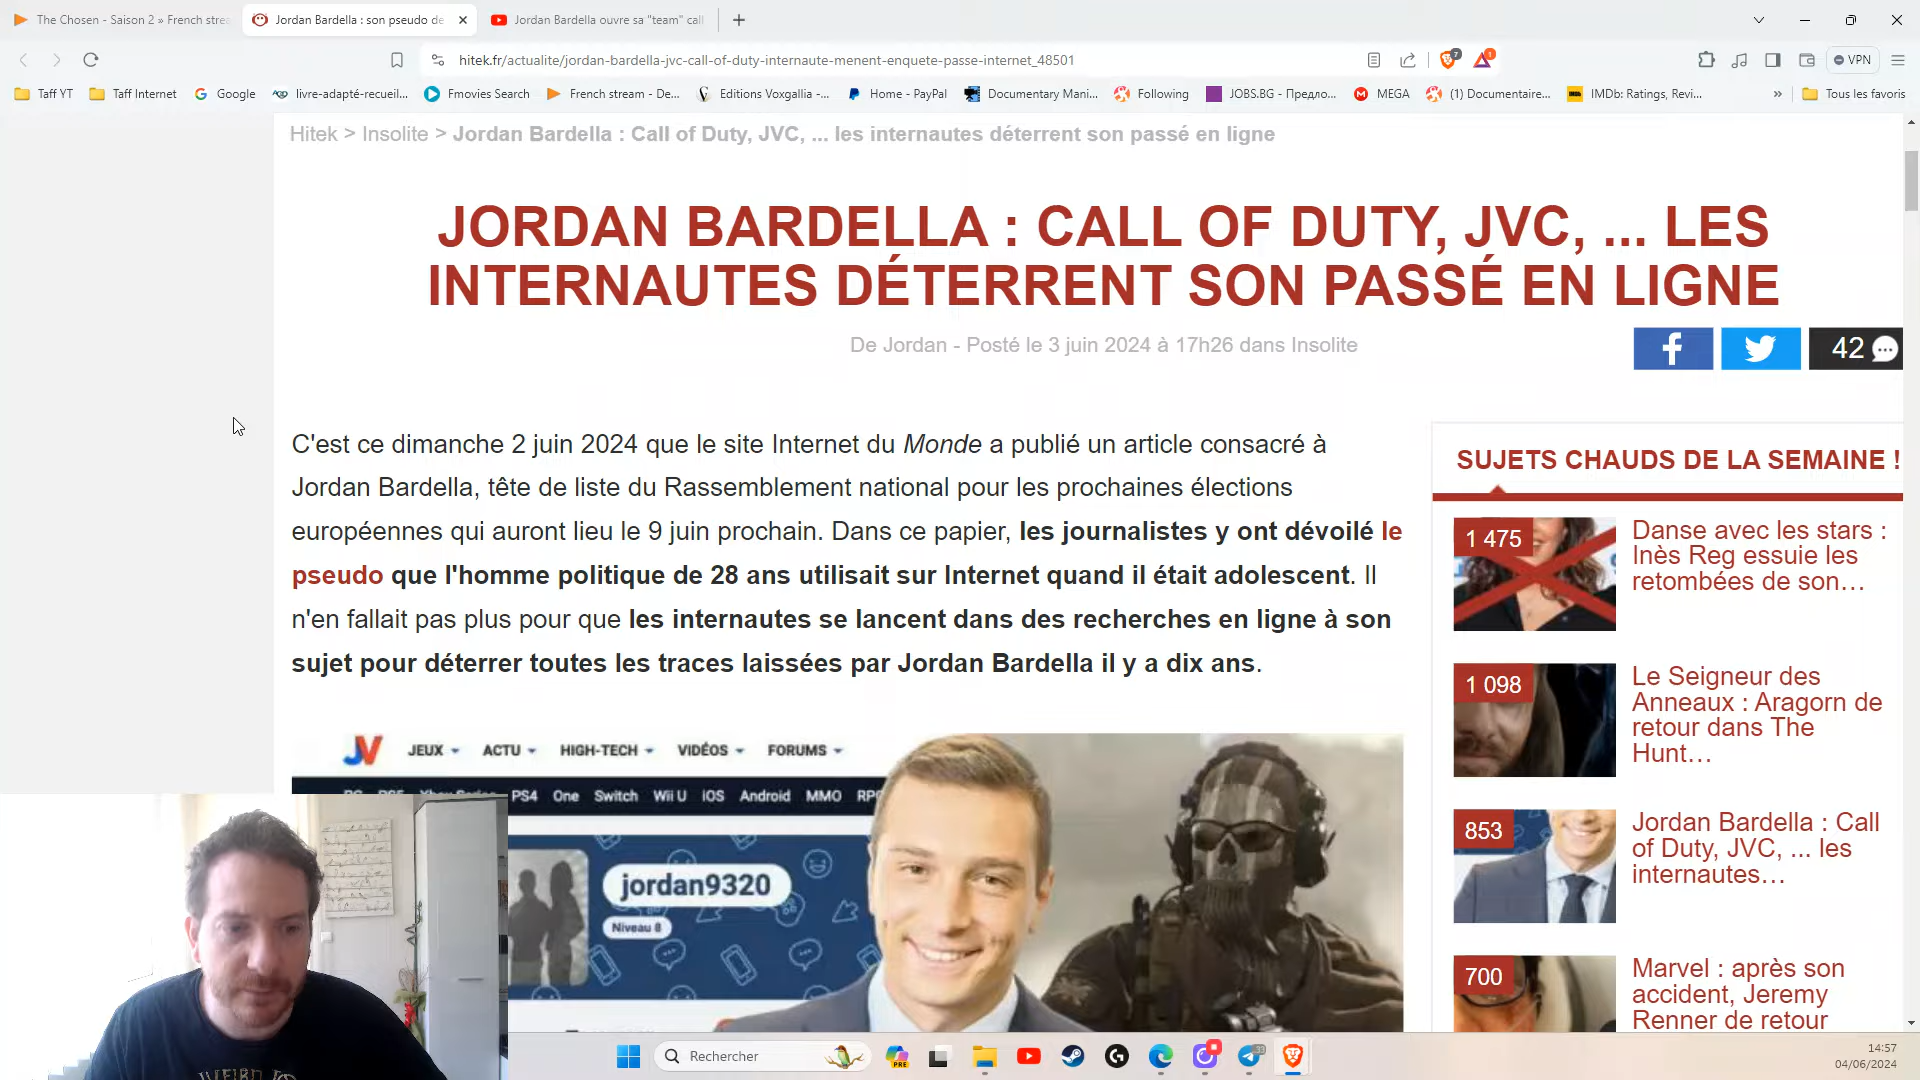 The Chosen - Saison 2 » French strea
Jordan Bardella : son pseudo de
Jordan Bardella ouvre sa "team" call
hitek.fr/actualite/jordan-bardella-jvc-call-of-duty-internaute-menent-enquete-passe-internet_48501
7
1
VPN
Taff YT
Taff Internet
Google
livre-adapté-recueil...
Fmovies Search
French stream - De...
Editions Voxgallia -...
Home - PayPal
Documentary Mani...
Following
JOBS.BG - Предло...
MEGA
(1) Documentaire...
IMDb: Ratings, Revi...
Tous les favoris
Hitek > Insolite > Jordan Bardella : Call of Duty, JVC, ... les internautes déterrent son passé en ligne
JORDAN BARDELLA : CALL OF DUTY, JVC, ... LES
INTERNAUTES DÉTERRENT SON PASSÉ EN LIGNE
De Jordan - Posté le 3 juin 2024 à 17h26 dans Insolite
42
C'est ce dimanche 2 juin 2024 que le site Internet du Monde a publié un article consacré à
Jordan Bardella, tête de liste du Rassemblement national pour les prochaines élections
européennes qui auront lieu le 9 juin prochain. Dans ce papier, les journalistes y ont dévoilé le
pseudo que l'homme politique de 28 ans utilisait sur Internet quand il était adolescent. Il
n'en fallait pas plus pour que les internautes se lancent dans des recherches en ligne à son
sujet pour déterrer toutes les traces laissées par Jordan Bardella il y a dix ans.
JV JEUX ACTU HIGH-TECH VIDÉOS FORUMS
PS4 One Switch Wii U iOS Android MMO RPG
jordan9320
Niveau 8
SUJETS CHAUDS DE LA SEMAINE !
1 475
Danse avec les stars :
Inès Reg essuie les
retombées de son...
1 098
Le Seigneur des
Anneaux : Aragorn de
retour dans The
Hunt...
853
Jordan Bardella : Call
of Duty, JVC, ... les
internautes...
700
Marvel : après son
accident, Jeremy
Renner de retour
Rechercher
PRE
14:57
04/06/2024